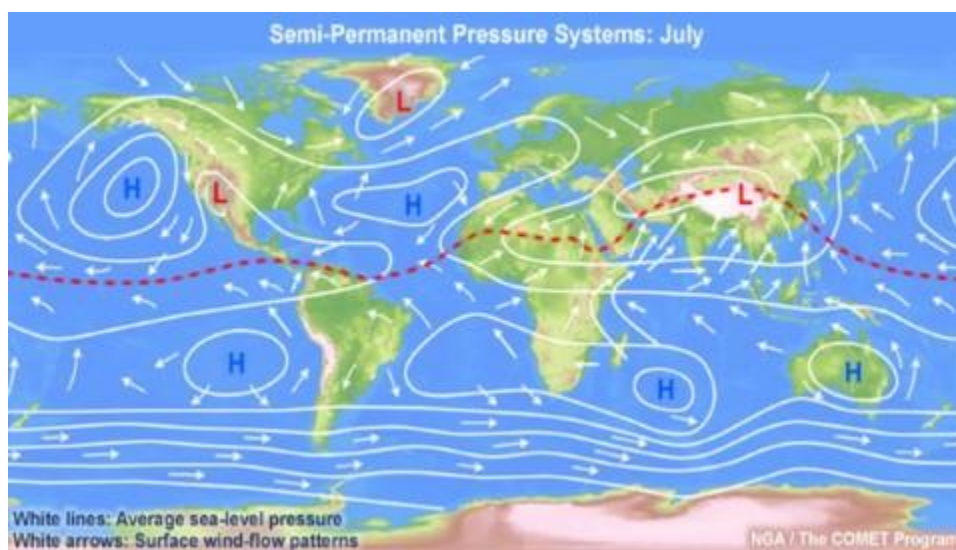 Semi-Permanent Pressure Systems: July
L
H
L
H
L
H
H
H
White lines: Average sea-level pressure
White arrows: Surface wind-flow patterns
NGA / The COMET Program